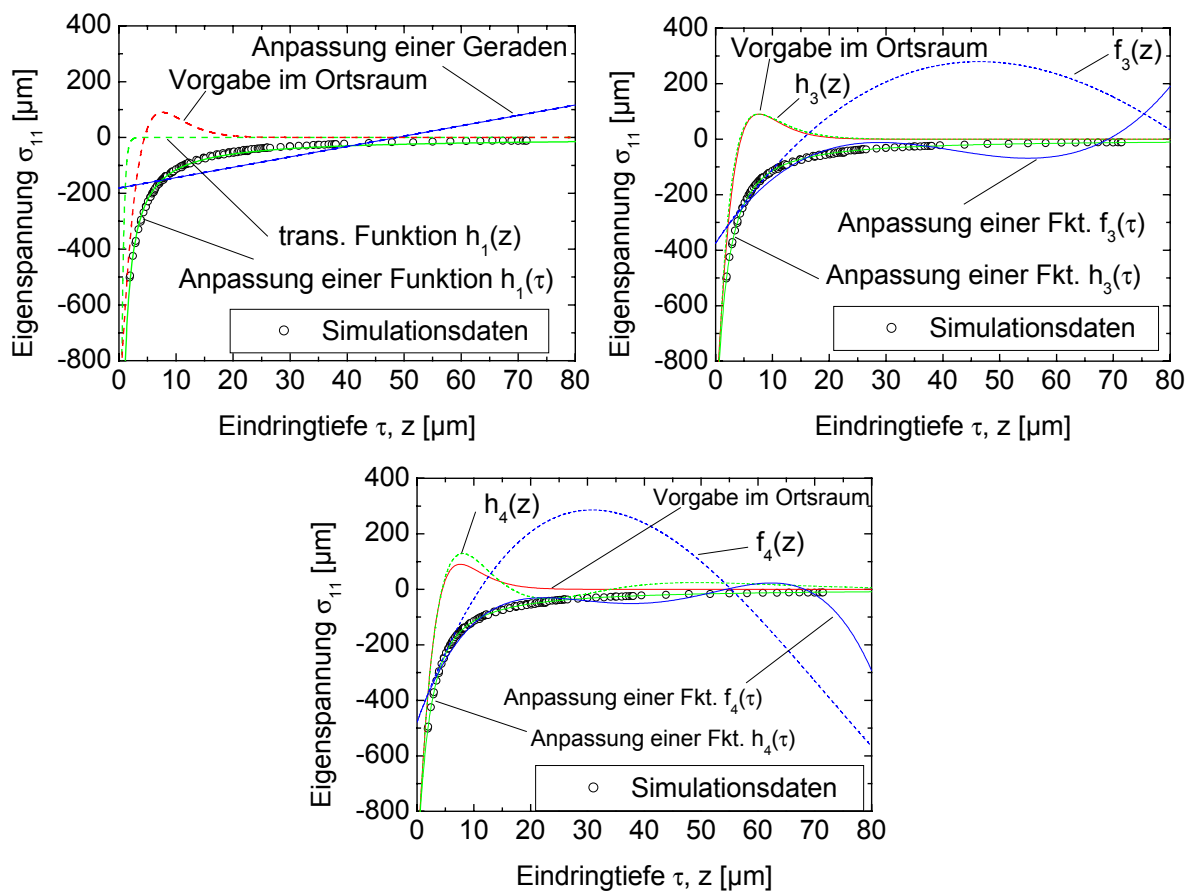 400
200
0
-200
-400
-600
-800
0 10 20 30 40 50 60 70 80
Eigenspannung σ11 [µm]
Eindringtiefe τ, z [µm]
Anpassung einer Geraden
Vorgabe im Ortsraum
trans. Funktion h1(z)
Anpassung einer Funktion h1(τ)
Simulationsdaten
400
200
0
-200
-400
-600
-800
0 10 20 30 40 50 60 70 80
Eigenspannung σ11 [µm]
Eindringtiefe τ, z [µm]
Vorgabe im Ortsraum
f3(z)
h3(z)
Anpassung einer Fkt. f3(τ)
Anpassung einer Fkt. h3(τ)
Simulationsdaten
400
200
0
-200
-400
-600
-800
0 10 20 30 40 50 60 70 80
Eigenspannung σ11 [µm]
Eindringtiefe τ, z [µm]
h4(z)
Vorgabe im Ortsraum
f4(z)
Anpassung einer Fkt. f4(τ)
Anpassung einer Fkt. h4(τ)
Simulationsdaten